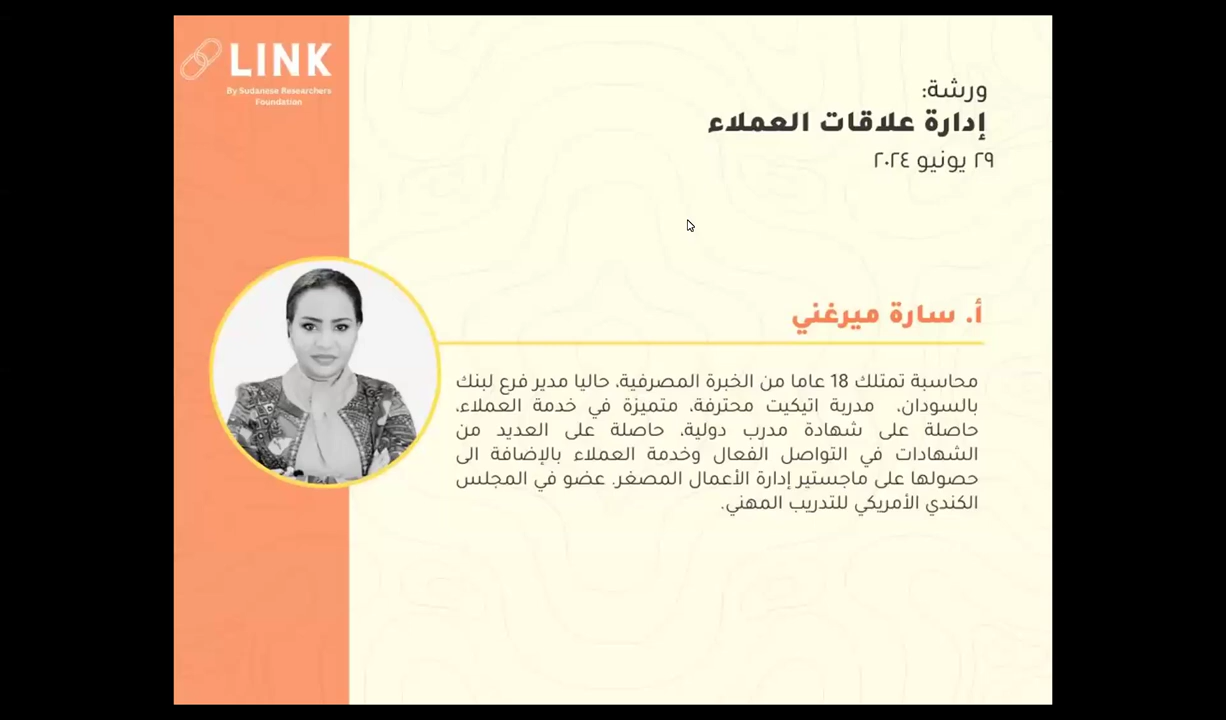 LINK
By Sudanese Researchers
Foundation
ورشة:
إدارة علاقات العملاء
٢٩ يونيو ٢٠٢٤
أ. سارة ميرغني
محاسبة تمتلك 18 عاما من الخبرة المصرفية، حاليا مدير فرع لبنك
بالسودان، مدربة اتيكيت محترفة، متميزة في خدمة العملاء،
حاصلة على شهادة مدرب دولية، حاصلة على العديد من
الشهادات في التواصل الفعال وخدمة العملاء بالإضافة الى
حصولها على ماجستير إدارة الأعمال المصغر. عضو في المجلس
الكندي الأمريكي للتدريب المهني.